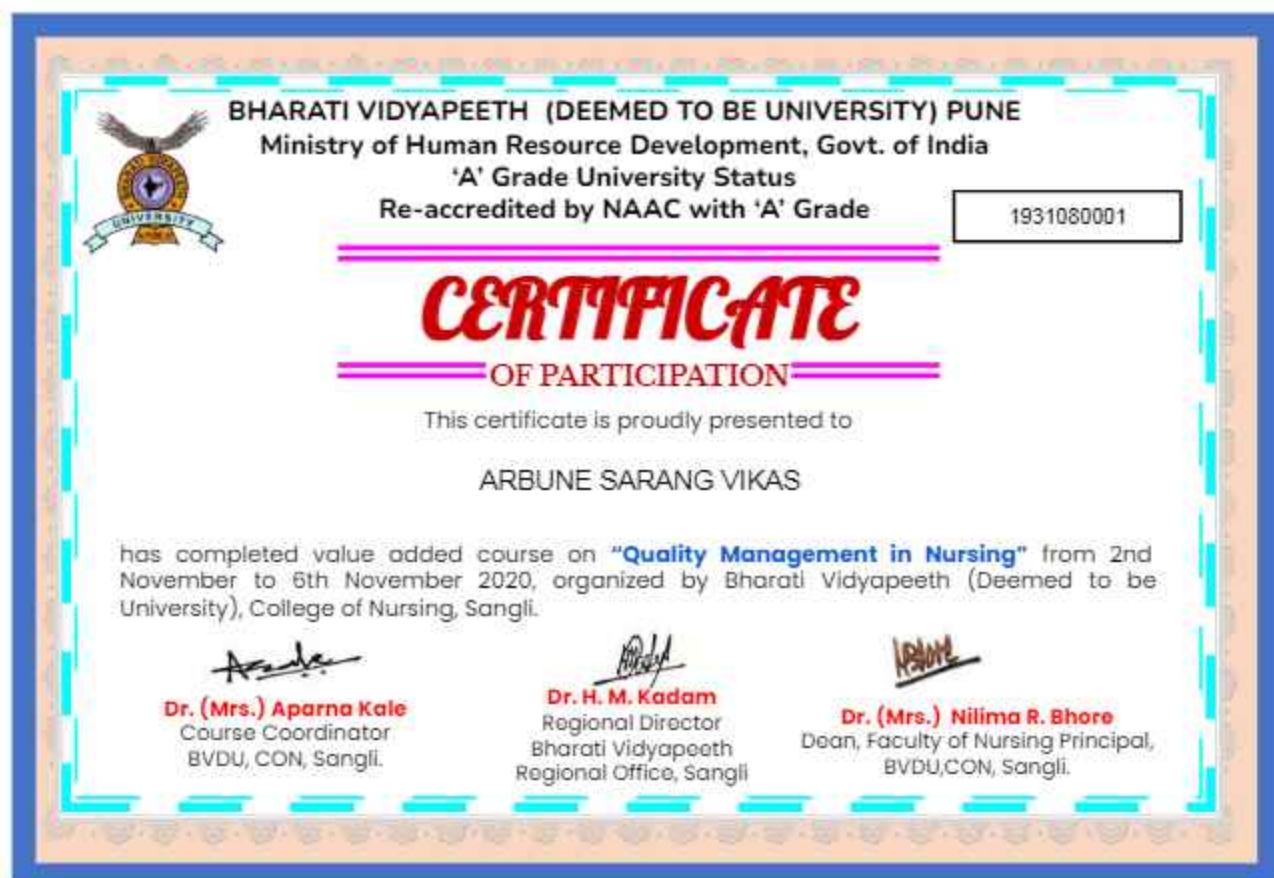 BHARATI VIDYAPEETH (DEEMED TO BE UNIVERSITY) PUNE
Ministry of Human Resource Development, Govt. of India
‘A’ Grade University Status
Re-accredited by NAAC with ‘A’ Grade
1931080001
BHARATI VIDYAPEETH
UNIVERSITY
CERTIFICATE
OF PARTICIPATION
This certificate is proudly presented to
ARBUNE SARANG VIKAS
has completed value added course on “Quality Management in Nursing” from 2nd
November to 6th November 2020, organized by Bharati Vidyapeeth (Deemed to be
University), College of Nursing, Sangli.
Dr. (Mrs.) Aparna Kale
Course Coordinator
BVDU, CON, Sangli.
Dr. H. M. Kadam
Regional Director
Bharati Vidyapeeth
Regional Office, Sangli
Dr. (Mrs.) Nilima R. Bhore
Dean, Faculty of Nursing Principal,
BVDU,CON, Sangli.